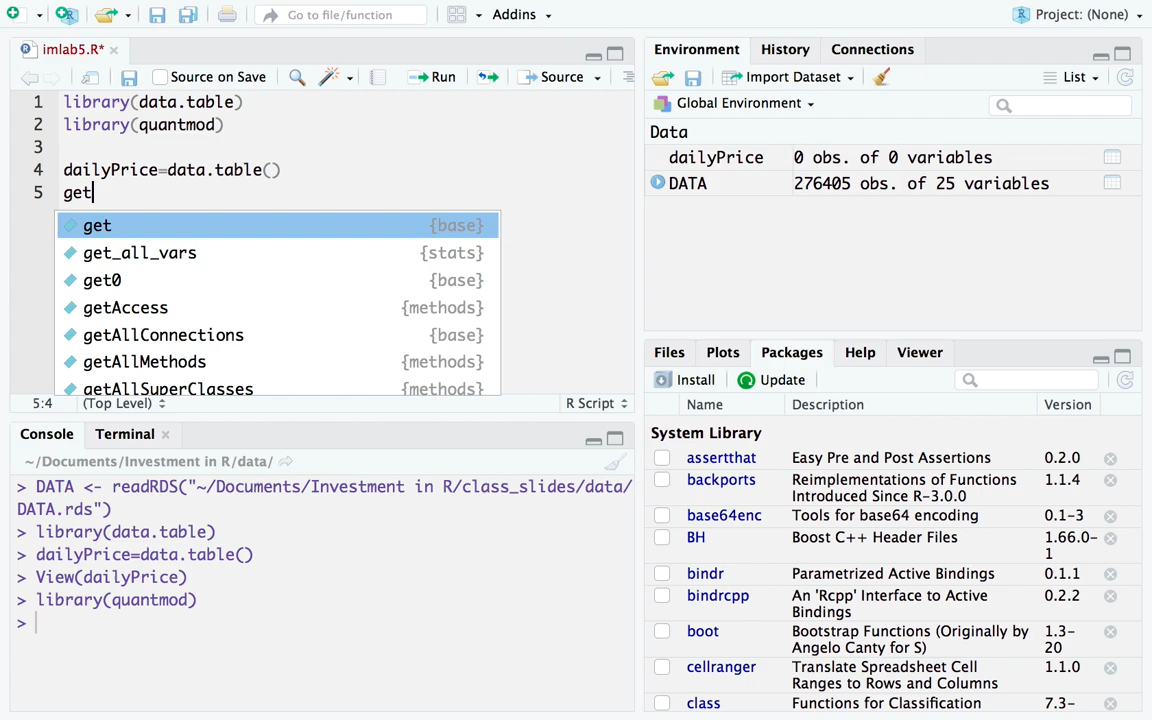 Go to file/function
Addins
Project: (None)
imlab5.R*
Source on Save
Run
Source
1 library(data.table)
2 library(quantmod)
3
4 dailyPrice=data.table()
5 get
get {base}
get_all_vars {stats}
get0 {base}
getAccess {methods}
getAllConnections {base}
getAllMethods {methods}
getAllSuperClasses {methods}
5:4 (Top Level) R Script
Console Terminal
~/Documents/Investment in R/data/
> DATA <- readRDS("~/Documents/Investment in R/class_slides/data/
DATA.rds")
> library(data.table)
> dailyPrice=data.table()
> View(dailyPrice)
> library(quantmod)
>
Environment History Connections
Import Dataset List
Global Environment
Data
dailyPrice 0 obs. of 0 variables
DATA 276405 obs. of 25 variables
Files Plots Packages Help Viewer
Install Update
Name Description Version
System Library
assertthat Easy Pre and Post Assertions 0.2.0
backports Reimplementations of Functions 1.1.4
Introduced Since R-3.0.0
base64enc Tools for base64 encoding 0.1-3
BH Boost C++ Header Files 1.66.0-
1
bindr Parametrized Active Bindings 0.1.1
bindrcpp An 'Rcpp' Interface to Active 0.2.2
Bindings
boot Bootstrap Functions (Originally by 1.3-
Angelo Canty for S) 20
cellranger Translate Spreadsheet Cell 1.1.0
Ranges to Rows and Columns
class Functions for Classification 7.3-